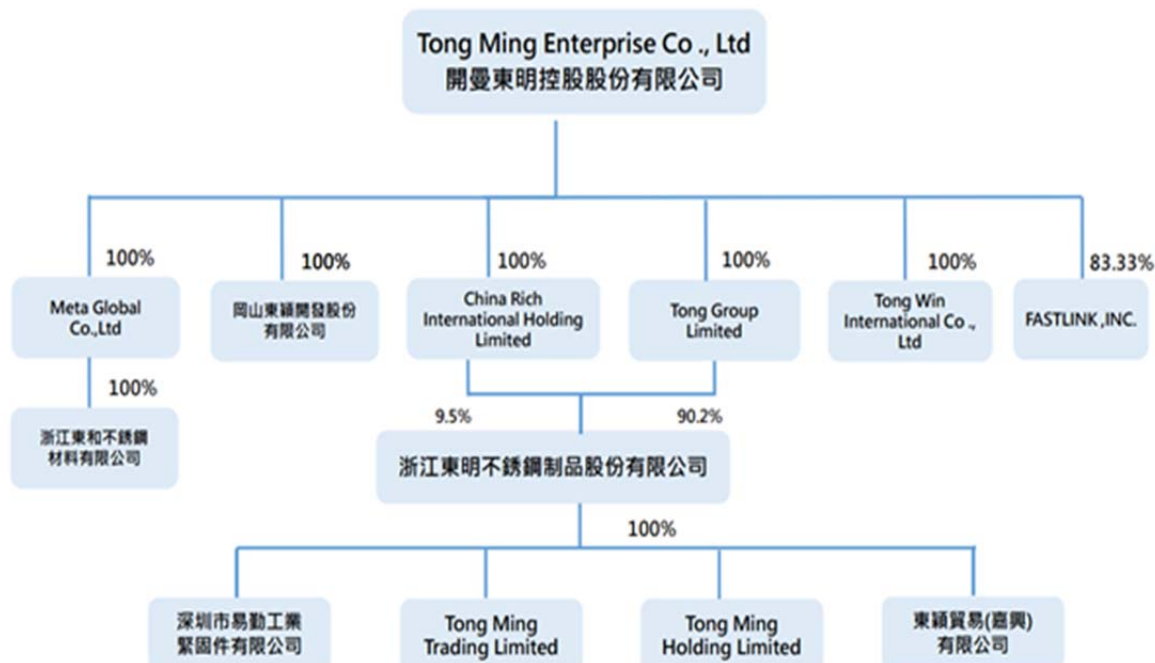 Tong Ming Enterprise Co ., Ltd
開曼東明控股股份有限公司
100%
100%
100%
100%
100%
83.33%
Meta Global
Co.,Ltd
岡山東穎開發股份
有限公司
China Rich
International Holding
Limited
Tong Group
Limited
Tong Win
International Co .,
Ltd
FASTLINK ,INC.
100%
9.5%
90.2%
浙江東和不銹鋼
材料有限公司
浙江東明不銹鋼制品股份有限公司
100%
深圳市易勤工業
緊固件有限公司
Tong Ming
Trading Limited
Tong Ming
Holding Limited
東穎貿易(嘉興)
有限公司